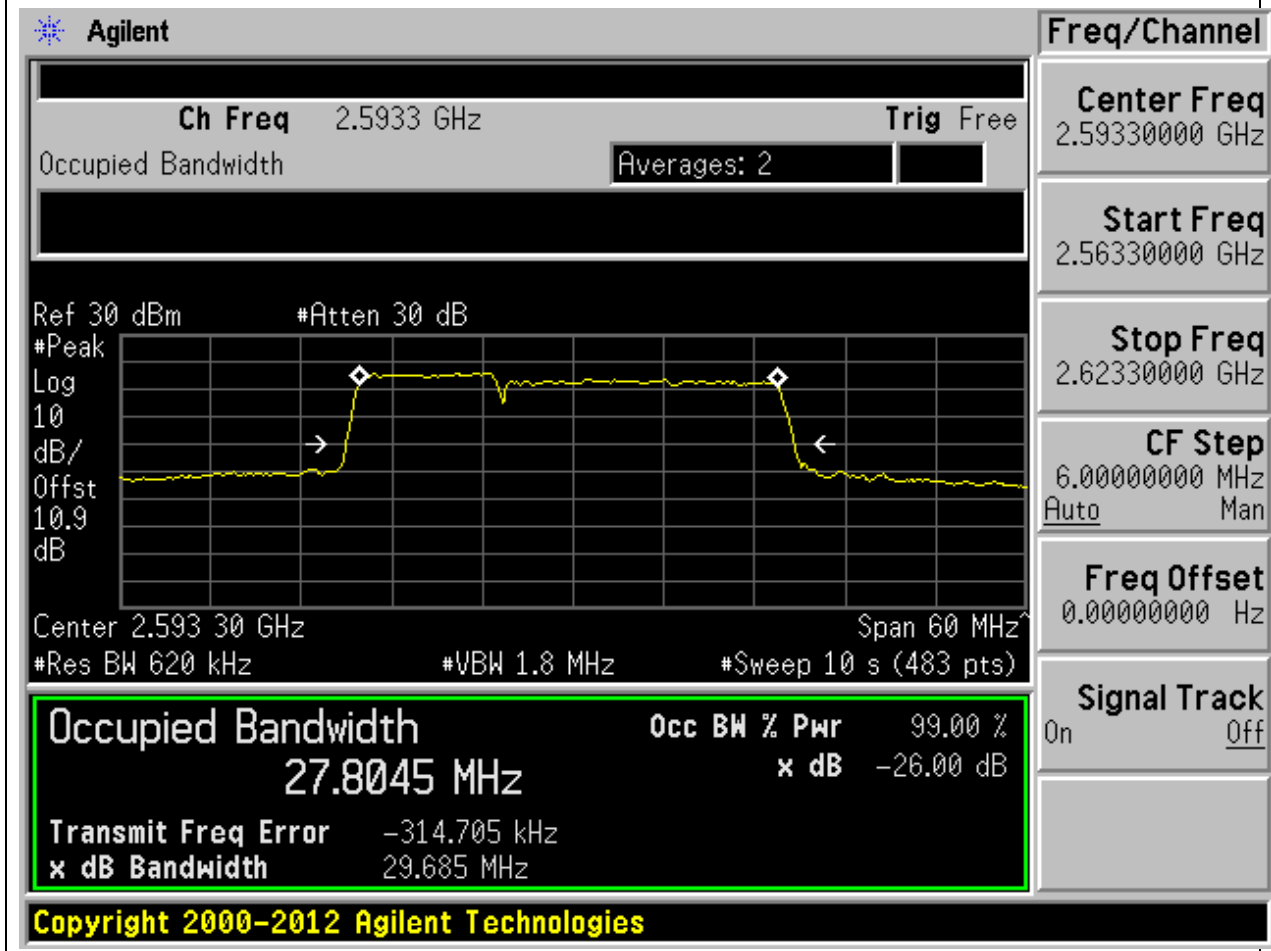 Agilent
Freq/Channel
Ch Freq 2.5933 GHz Trig Free
Occupied Bandwidth Averages: 2
Center Freq
2.59330000 GHz
Start Freq
2.56330000 GHz
Stop Freq
2.62330000 GHz
CF Step
6.00000000 MHz
Auto Man
Freq Offset
0.00000000 Hz
Signal Track
On Off
Ref 30 dBm #Atten 30 dB
#Peak
Log
10
dB/
Offst
10.9
dB
Center 2.593 30 GHz Span 60 MHz^
#Res BW 620 kHz #VBW 1.8 MHz #Sweep 10 s (483 pts)
Occupied Bandwidth Occ BW % Pwr 99.00 %
27.8045 MHz x dB -26.00 dB
Transmit Freq Error -314.705 kHz
x dB Bandwidth 29.685 MHz
Copyright 2000-2012 Agilent Technologies